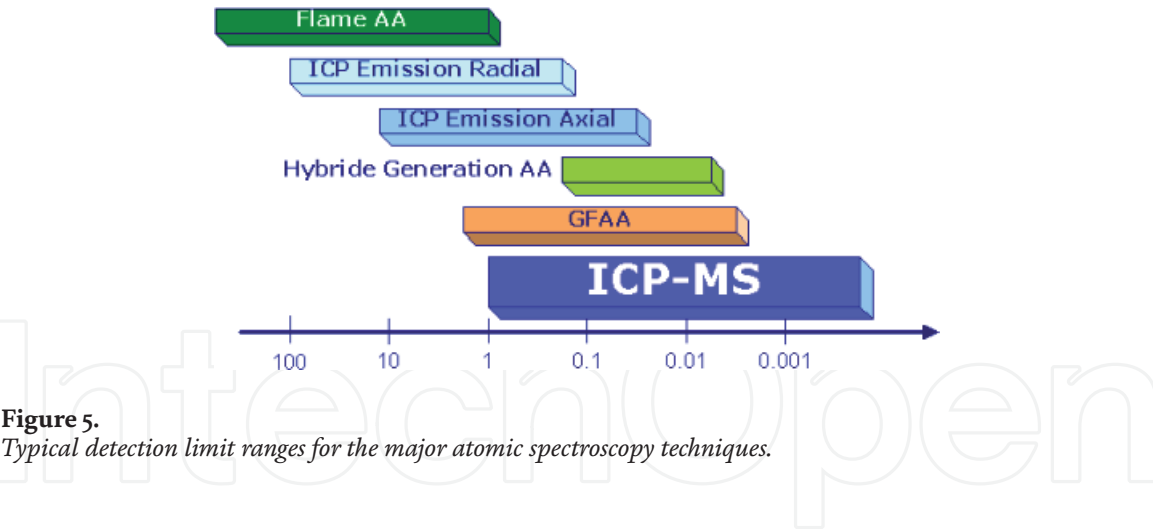 Flame AA
ICP Emission Radial
ICP Emission Axial
Hybride Generation AA
GFAA
ICP-MS
100 10 1 0.1 0.01 0.001
IntechOpen
Figure 5.
Typical detection limit ranges for the major atomic spectroscopy techniques.